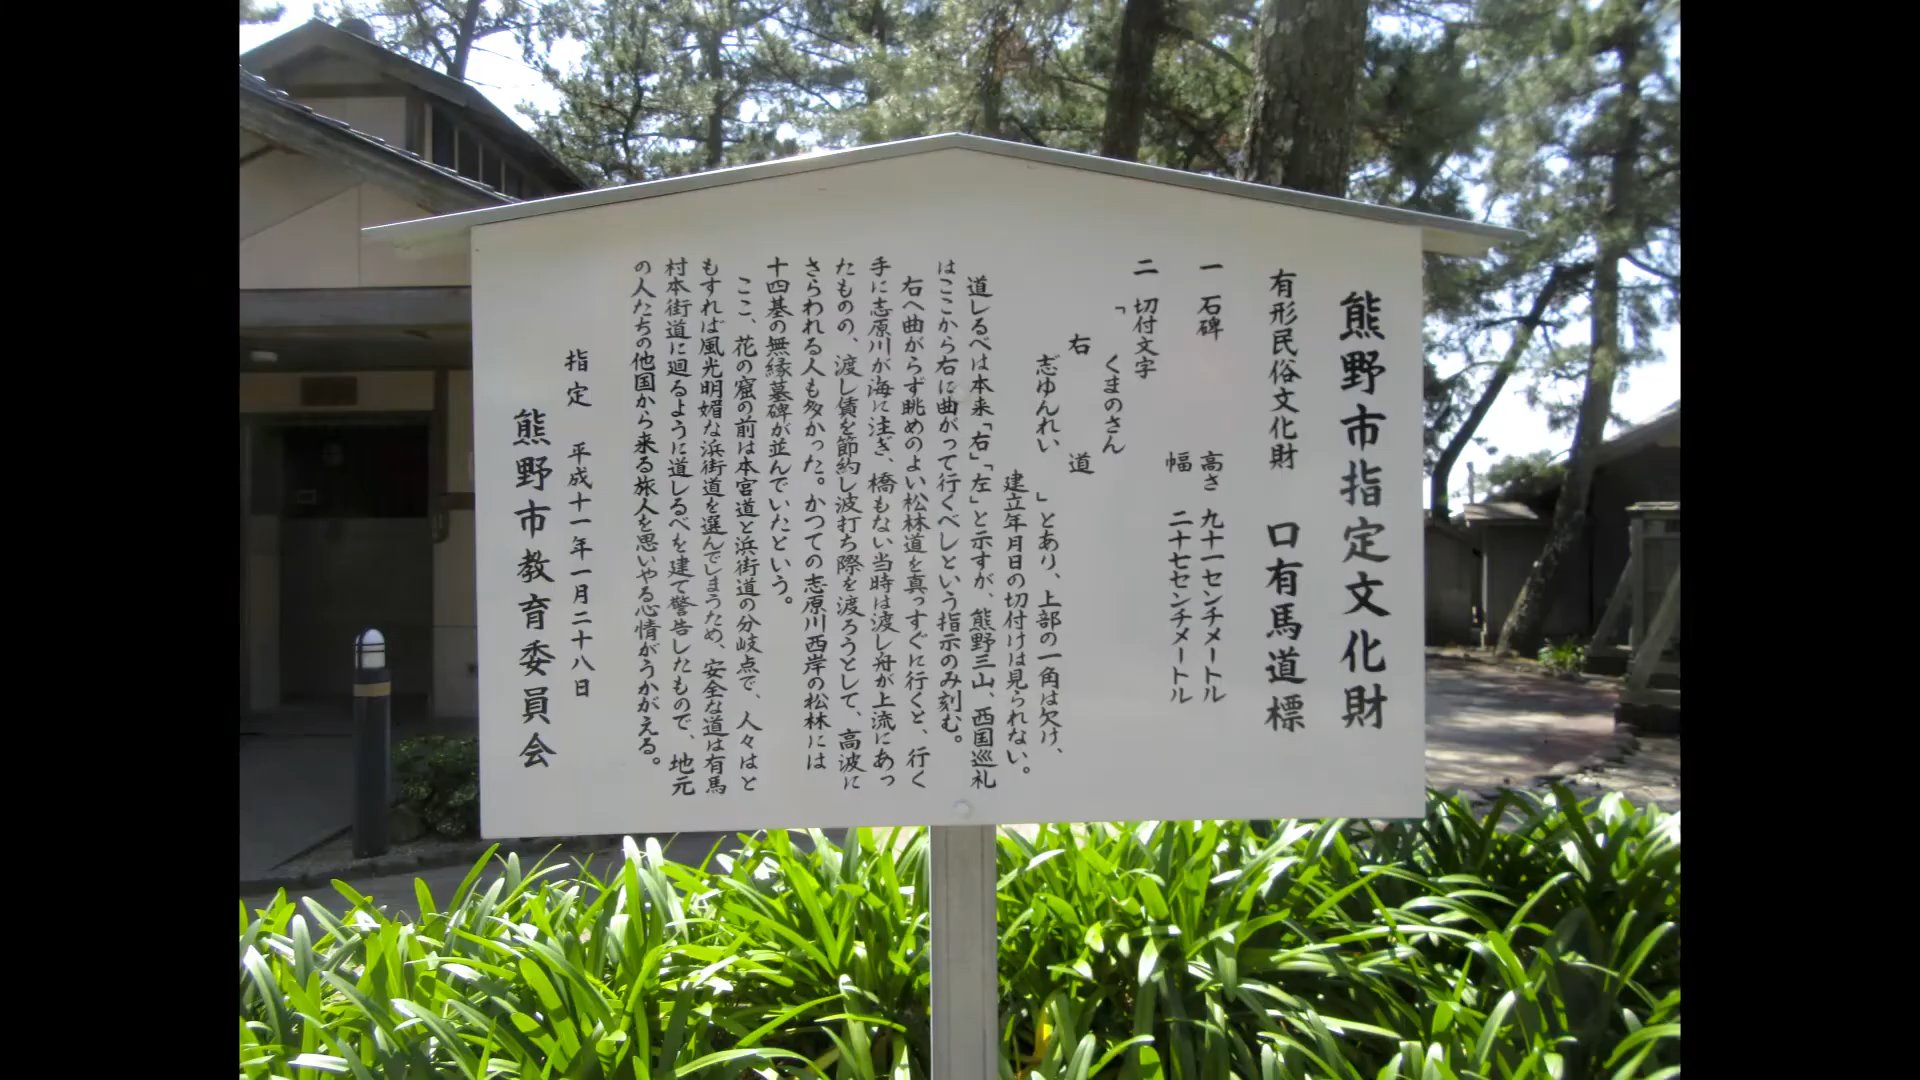 熊野市指定文化財
有形民俗文化財　口有馬道標
一　石碑　高さ　九十一センチメートル
幅　二十七センチメートル
二　切付文字
「　くまのさん
右　道
志ゆんれい　」とあり、上部の一角は欠け、
建立年月日の切付けは見られない。
道しるべは本来「右」「左」と示すが、熊野三山、西国巡礼
はここから右に曲がって行くべしという指示のみ刻む。
右へ曲がらず眺めのよい松林道を真っすぐに行くと、行く
手に志原川が海に注ぎ、橋もない当時は渡し舟が上流にあっ
たものの、渡し賃を節約し波打ち際を渡ろうとして、高波に
さらわれる人も多かった。かつての志原川西岸の松林には
十四基の無縁墓碑が並んでいたという。
ここ、花の窟の前は本宮道と浜街道の分岐点で、人々はと
もすれば風光明媚な浜街道を選んでしまうため、安全な道は有馬
村本街道に廻るように道しるべを建て警告したもので、地元
の人たちの他国から来る旅人を思いやる心情がうかがえる。
指定　平成十一年一月二十八日
熊野市教育委員会